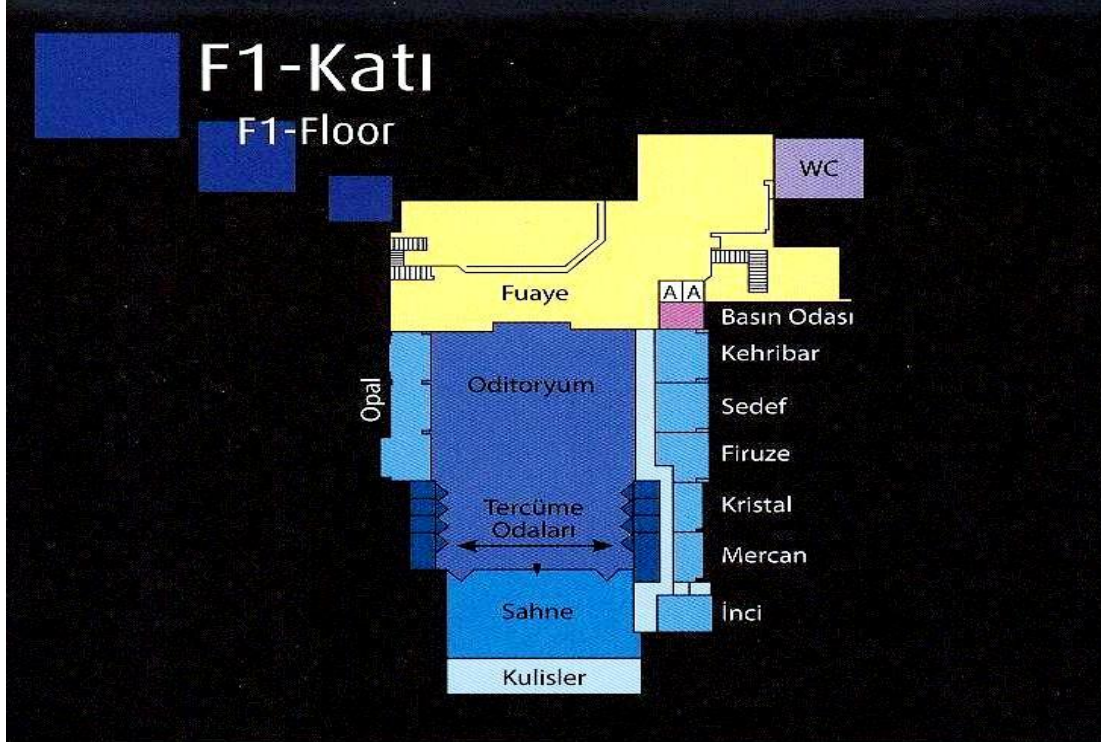 F1-Katı
F1-Floor
WC
Fuaye
A A
Basın Odası
Kehribar
Oditoryum
Opal
Sedef
Firuze
Kristal
Tercüme
Odaları
Mercan
Sahne
İnci
Kulisler